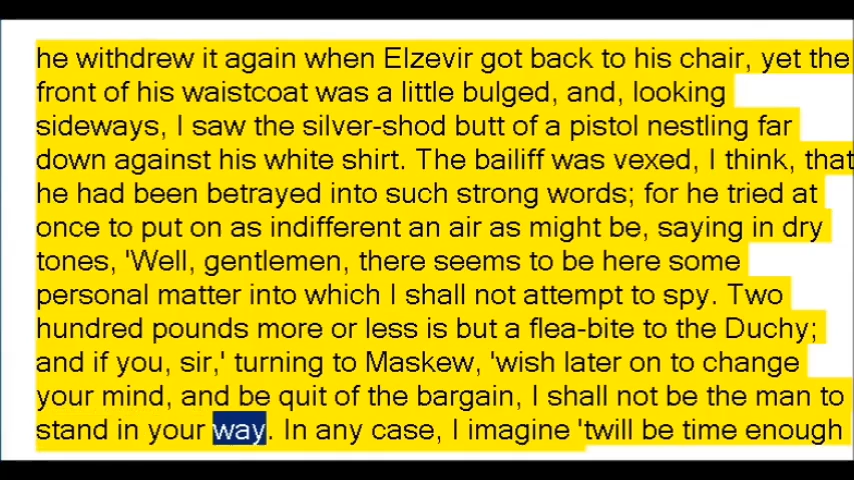 he withdrew it again when Elzevir got back to his chair, yet the
front of his waistcoat was a little bulged, and, looking
sideways, I saw the silver-shod butt of a pistol nestling far
down against his white shirt. The bailiff was vexed, I think, that
he had been betrayed into such strong words; for he tried at
once to put on as indifferent an air as might be, saying in dry
tones, 'Well, gentlemen, there seems to be here some
personal matter into which I shall not attempt to spy. Two
hundred pounds more or less is but a flea-bite to the Duchy;
and if you, sir,' turning to Maskew, 'wish later on to change
your mind, and be quit of the bargain, I shall not be the man to
stand in your way. In any case, I imagine 'twill be time enough